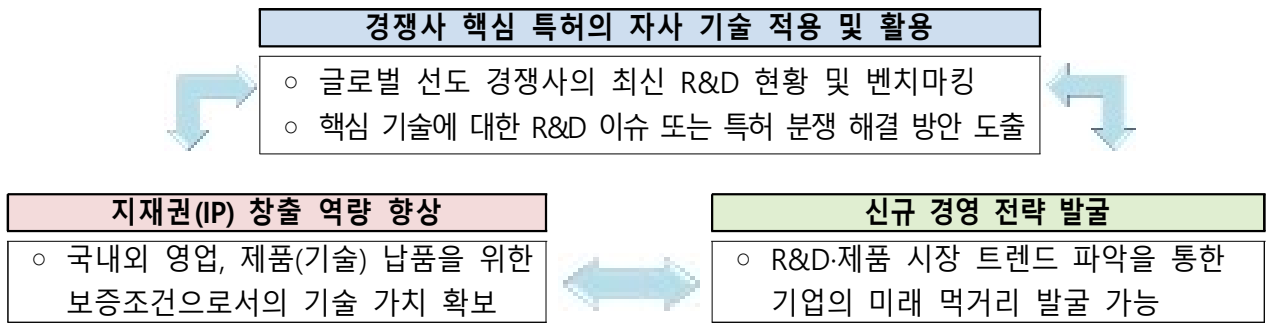 경쟁사 핵심 특허의 자사 기술 적용 및 활용
○ 글로벌 선도 경쟁사의 최신 R&D 현황 및 벤치마킹
○ 핵심 기술에 대한 R&D 이슈 또는 특허 분쟁 해결 방안 도출
지재권(IP) 창출 역량 향상
○ 국내외 영업, 제품(기술) 납품을 위한
보증조건으로서의 기술 가치 확보
신규 경영 전략 발굴
○ R&D·제품 시장 트렌드 파악을 통한
기업의 미래 먹거리 발굴 가능